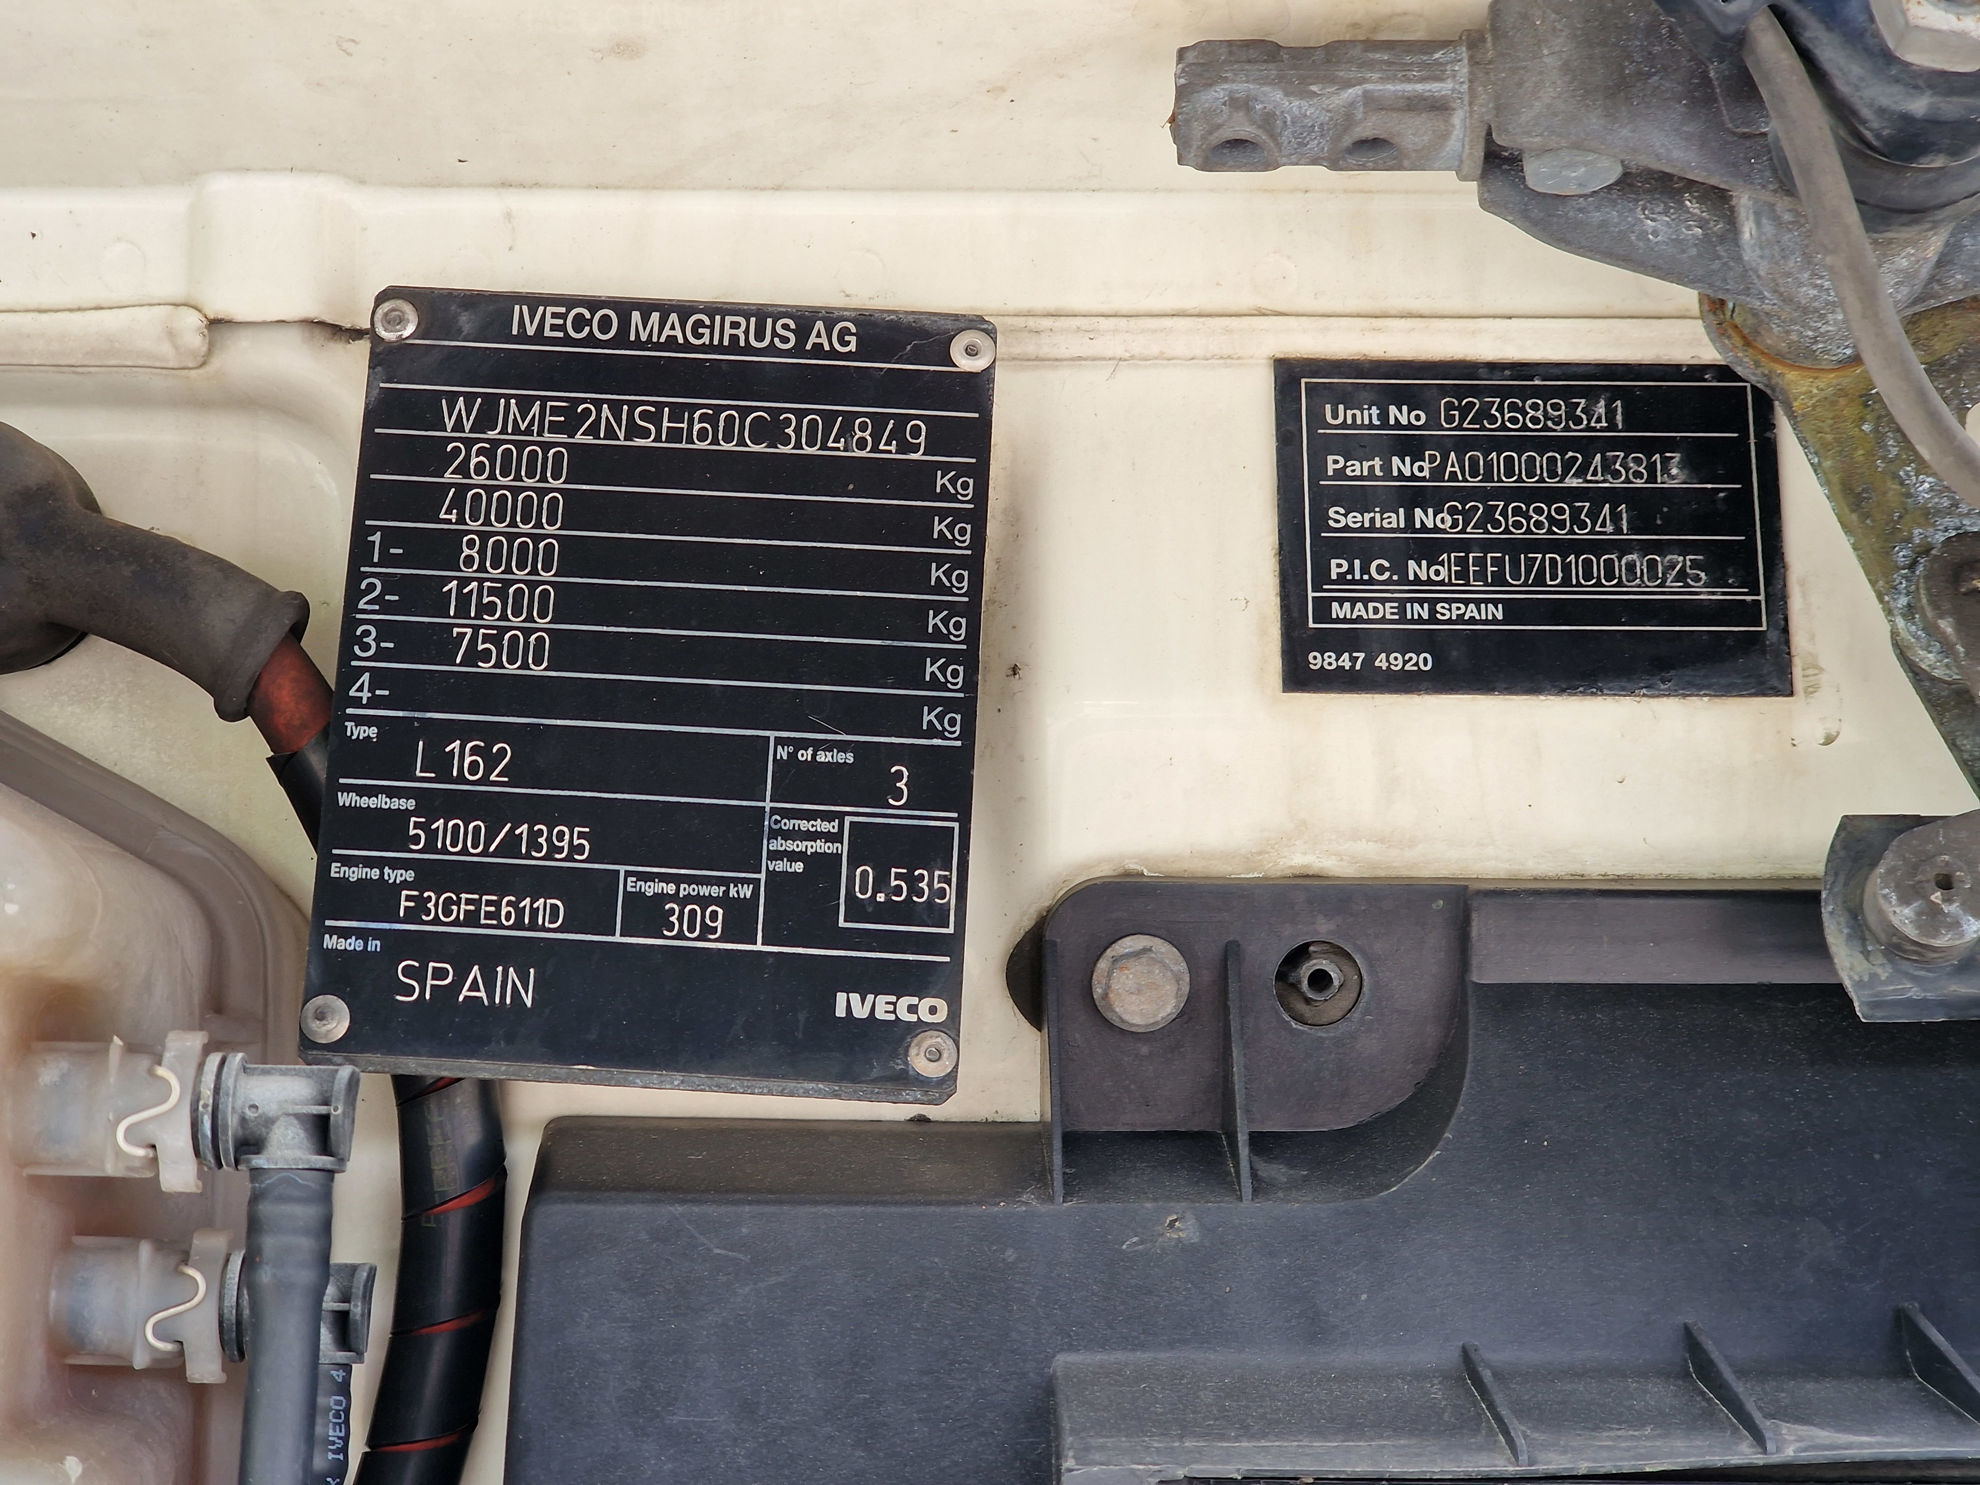 IVECO MAGIRUS AG
WJME2NSH60C304849
26000 Kg
40000 Kg
1- 8000 Kg
2- 11500 Kg
3- 7500 Kg
4- Kg
Type L162
N° of axles 3
Wheelbase 5100/1395
Corrected absorption value 0.535
Engine type F3GFE611D
Engine power kW 309
Made in SPAIN
IVECO
Unit No G23689341
Part No PA01000243813
Serial No G23689341
P.I.C. No 1EEFU7D1000025
MADE IN SPAIN
9847 4920
IVECO 4